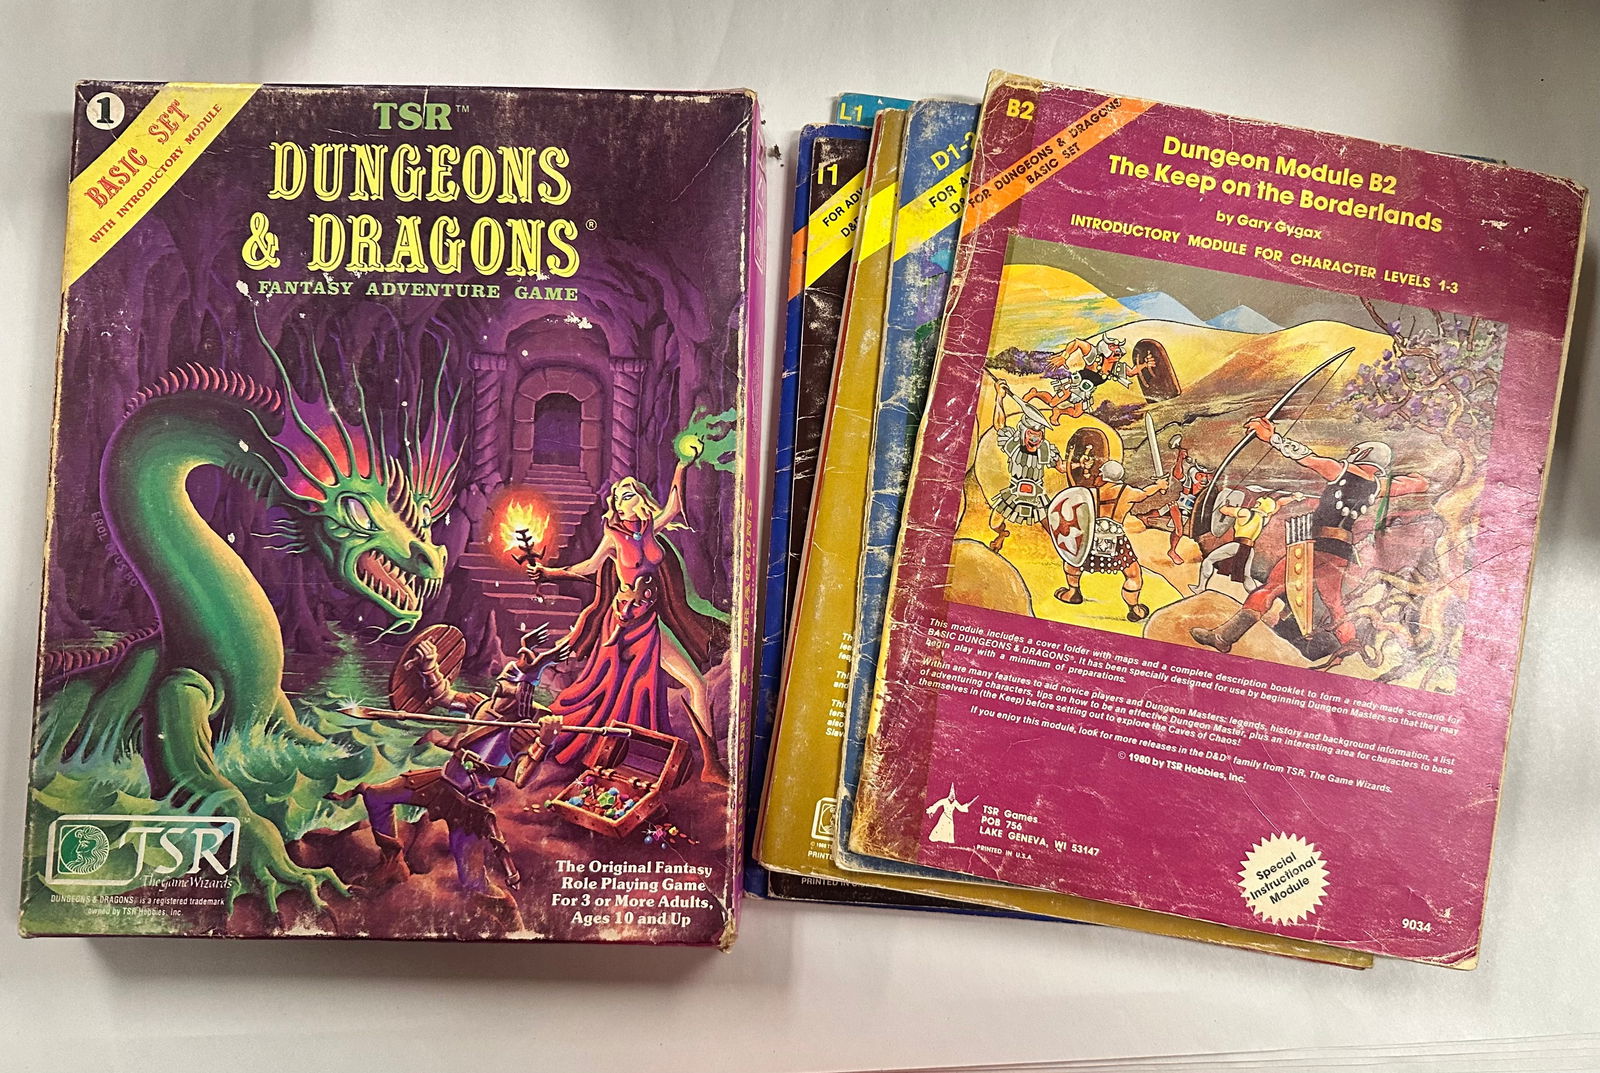 1
BASIC SET
WITH INTRODUCTORY MODULE
TSR™
DUNGEONS
& DRAGONS®
FANTASY ADVENTURE GAME
EROL OTUS
TSR™
The Game Wizards
DUNGEONS & DRAGONS® is a registered trademark
owned by TSR Hobbies, Inc.
The Original Fantasy
Role Playing Game
For 3 or More Adults,
Ages 10 and Up
& DRAGONS
L1
I1
FOR AD
D&
D1-2
FOR A
D&
PRINTED IN
B2
FOR DUNGEONS & DRAGONS®
BASIC SET
Dungeon Module B2
The Keep on the Borderlands
by Gary Gygax
INTRODUCTORY MODULE FOR CHARACTER LEVELS 1-3
This module includes a cover folder with maps and a complete description booklet to form a ready-made scenario for
BASIC DUNGEONS & DRAGONS®. It has been specially designed for use by beginning Dungeon Masters so that they may
begin play with a minimum of preparations.
Within are many features to aid novice players and Dungeon Masters: legends, history and background information, a list
of adventuring characters, tips on how to be an effective Dungeon Master, plus an interesting area for characters to base
themselves in (the Keep) before setting out to explore the Caves of Chaos!
If you enjoy this module, look for more releases in the D&D® family from TSR, The Game Wizards.
© 1980 by TSR Hobbies, Inc.
TSR Games
POB 756
LAKE GENEVA, WI 53147
PRINTED IN U.S.A.
Special
Instructional
Module
9034